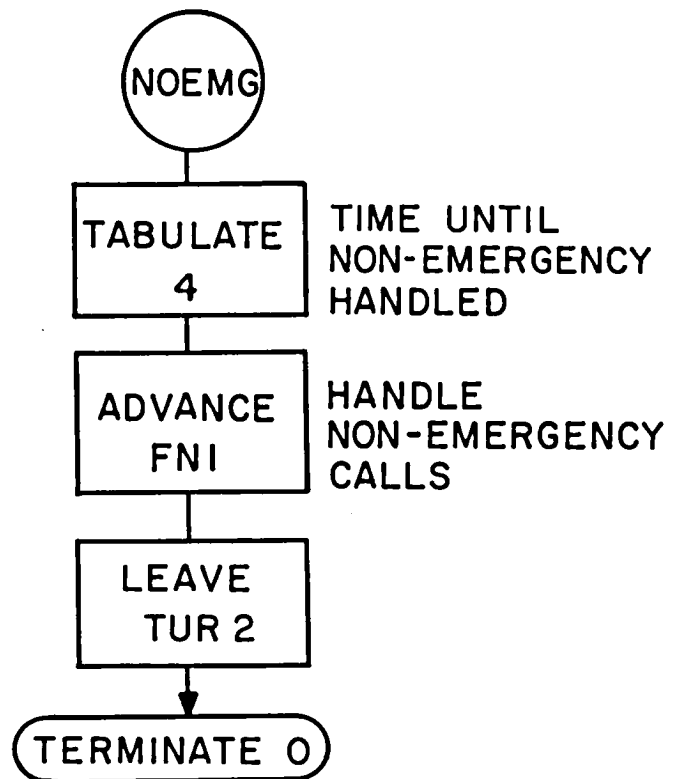 NOEMG
TABULATE
4
TIME UNTIL
NON-EMERGENCY
HANDLED
ADVANCE
FN1
HANDLE
NON-EMERGENCY
CALLS
LEAVE
TUR 2
TERMINATE 0